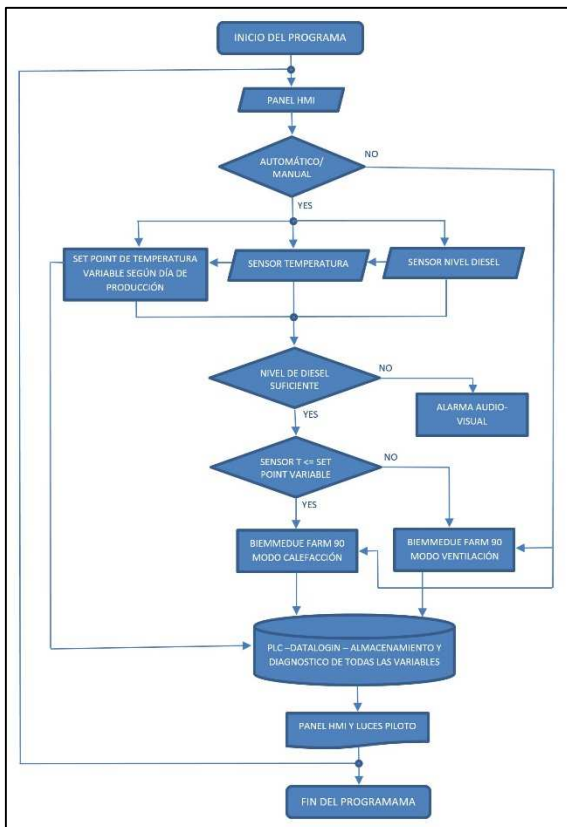 INICIO DEL PROGRAMA
PANEL HMI
AUTOMÁTICO/
MANUAL
NO
YES
SET POINT DE TEMPERATURA
VARIABLE SEGÚN DÍA DE
PRODUCCIÓN
SENSOR TEMPERATURA
SENSOR NIVEL DIESEL
NIVEL DE DIESEL
SUFICIENTE
NO
YES
ALARMA AUDIO-
VISUAL
SENSOR T <= SET
POINT VARIABLE
NO
YES
BIEMMEDUE FARM 90
MODO CALEFACCIÓN
BIEMMEDUE FARM 90
MODO VENTILACIÓN
PLC –DATALOGIN – ALMACENAMIENTO Y
DIAGNOSTICO DE TODAS LAS VARIABLES
PANEL HMI Y LUCES PILOTO
FIN DEL PROGRAMAMA